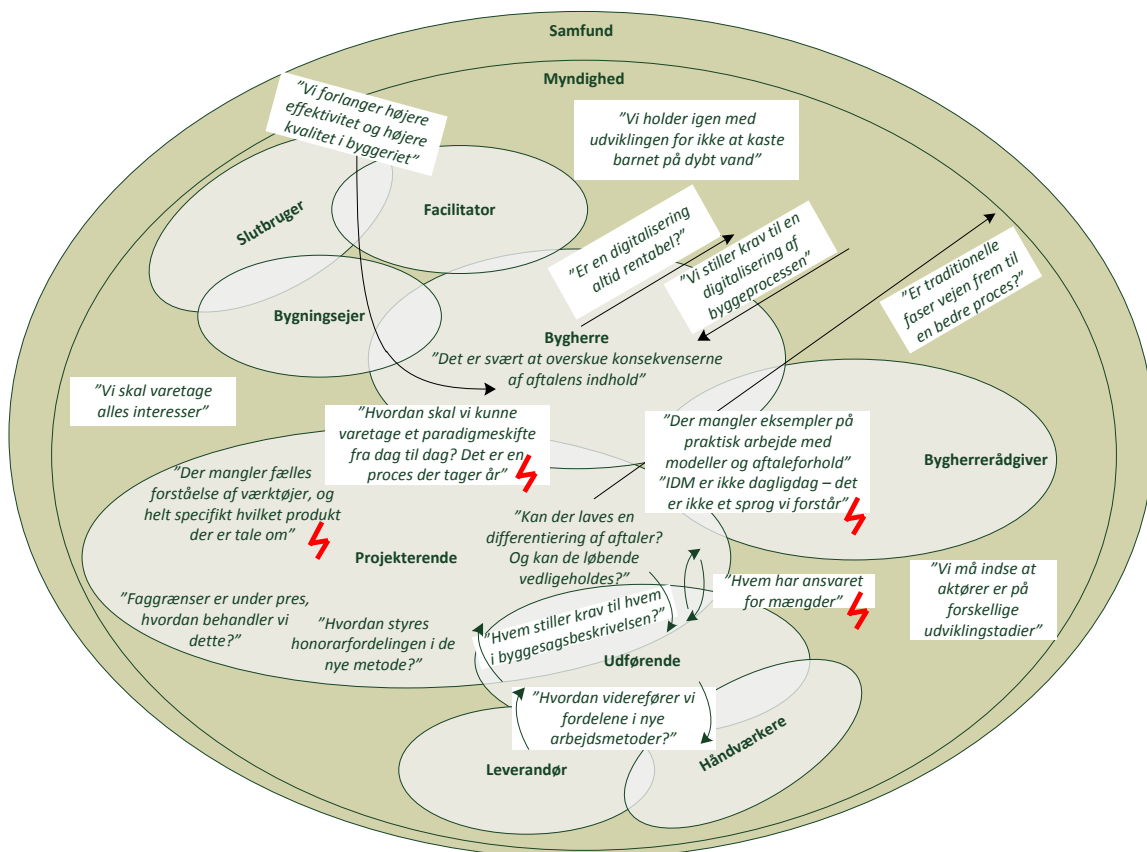 Samfund
Myndighed
”Vi forlanger højere
effektivitet og højere
kvalitet i byggeriet”
”Vi holder igen med
udviklingen for ikke at kaste
barnet på dybt vand”
Slutbruger
Facilitator
”Er en digitalisering
altid rentabel?”
”Vi stiller krav til en
digitalisering af
byggeprocessen”
”Er traditionelle
faser vejen frem til
en bedre proces?”
Bygningsejer
Bygherre
”Det er svært at overskue konsekvenserne
af aftalens indhold”
”Vi skal varetage
alles interesser”
”Hvordan skal vi kunne
varetage et paradigmeskifte
fra dag til dag? Det er en
proces der tager år”
”Der mangler eksempler på
praktisk arbejde med
modeller og aftaleforhold”
”IDM er ikke dagligdag – det
er ikke et sprog vi forstår”
Bygherrerådgiver
”Der mangler fælles
forståelse af værktøjer, og
helt specifikt hvilket produkt
der er tale om”
Projekterende
”Kan der laves en
differentiering af aftaler?
Og kan de løbende
vedligeholdes?”
”Hvem har ansvaret
for mængder”
”Vi må indse at
aktører er på
forskellige
udviklingstadier”
”Faggrænser er under pres,
hvordan behandler vi
dette?”
”Hvordan styres
honorarfordelingen i de
nye metode?”
”Hvem stiller krav til hvem
i byggesagsbeskrivelsen?”
Udførende
”Hvordan viderefører vi
fordelene i nye
arbejdsmetoder?”
Leverandør
Håndværkere